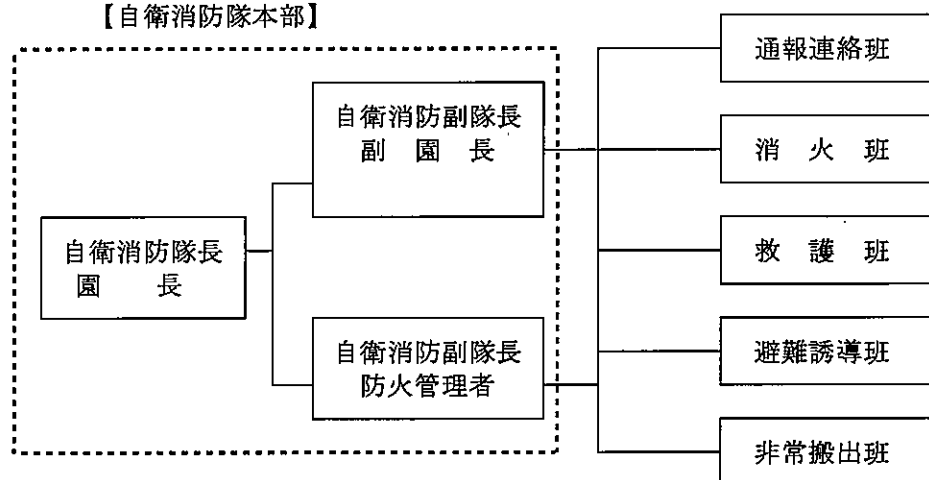 【自衛消防隊本部】
自衛消防隊長
園　　長
自衛消防副隊長
副　園　長
自衛消防副隊長
防火管理者
通報連絡班
消　火　班
救　護　班
避難誘導班
非常搬出班